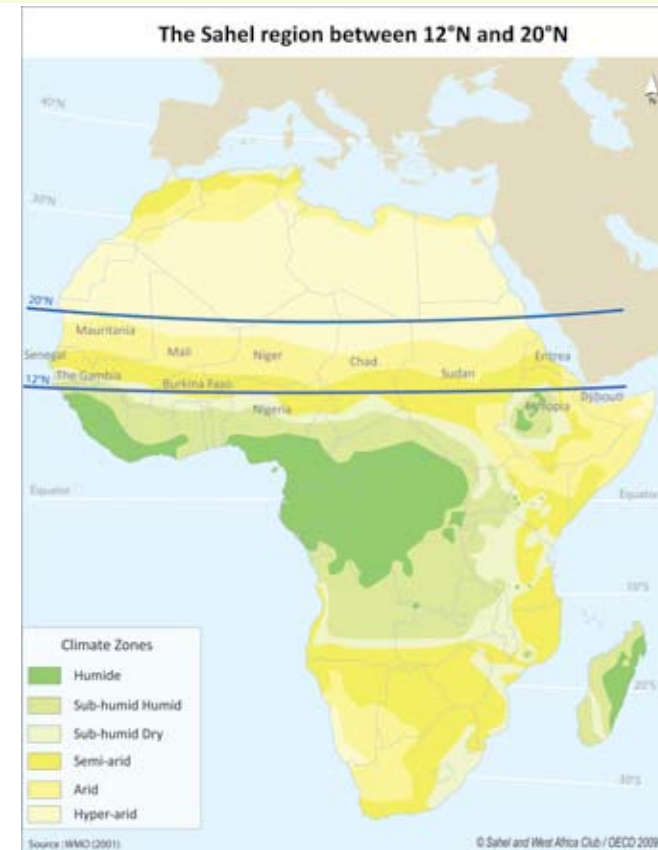 The Sahel region between 12°N and 20°N
N
40°N
30°N
20°N
Mauritania
Mali
Niger
Chad
Sudan
Eritrea
Senegal
12°N
The Gambia
Burkina Faso
Nigeria
Ethiopia
Djibouti
Equator
Equator
10°S
20°S
30°S
Climate Zones
Humide
Sub-humid Humid
Sub-humid Dry
Semi-arid
Arid
Hyper-arid
Source : WMO (2001)
© Sahel and West Africa Club / OECD 2009